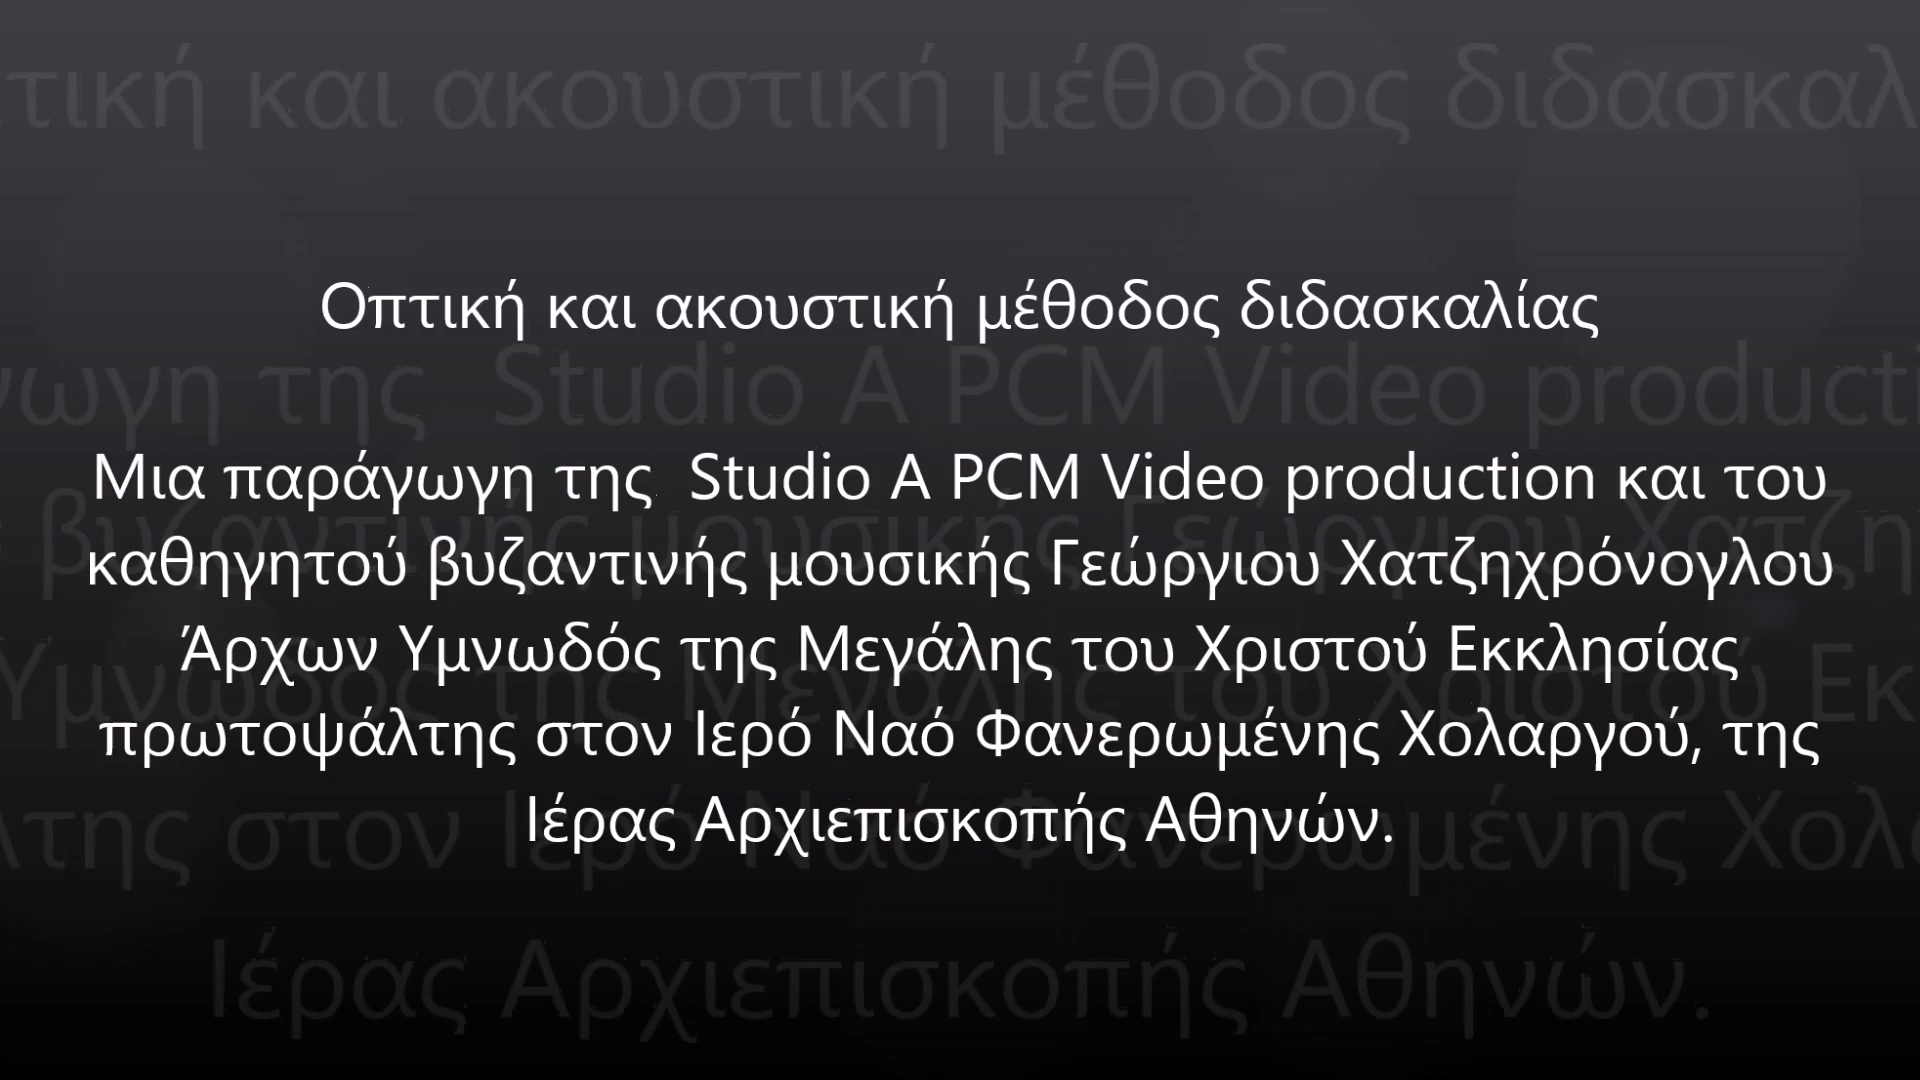 Οπτική και ακουστική μέθοδος διδασκαλίας
Μια παράγωγη της  Studio A PCM Video production και του
καθηγητού βυζαντινής μουσικής Γεώργιου Χατζηχρόνογλου
Άρχων Υμνωδός της Μεγάλης του Χριστού Εκκλησίας
πρωτοψάλτης στον Ιερό Ναό Φανερωμένης Χολαργού, της
Ιέρας Αρχιεπισκοπής Αθηνών.